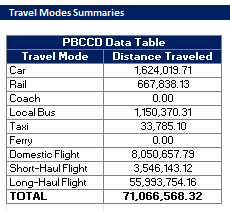 Travel Modes Summaries
PBCCD Data Table
Travel Mode Distance Traveled
Car 1,624,019.71
Rail 667,838.13
Coach 0.00
Local Bus 1,150,370.31
Taxi 33,785.10
Ferry 0.00
Domestic Flight 8,050,657.79
Short-Haul Flight 3,546,143.12
Long-Haul Flight 55,993,754.16
TOTAL 71,066,568.32